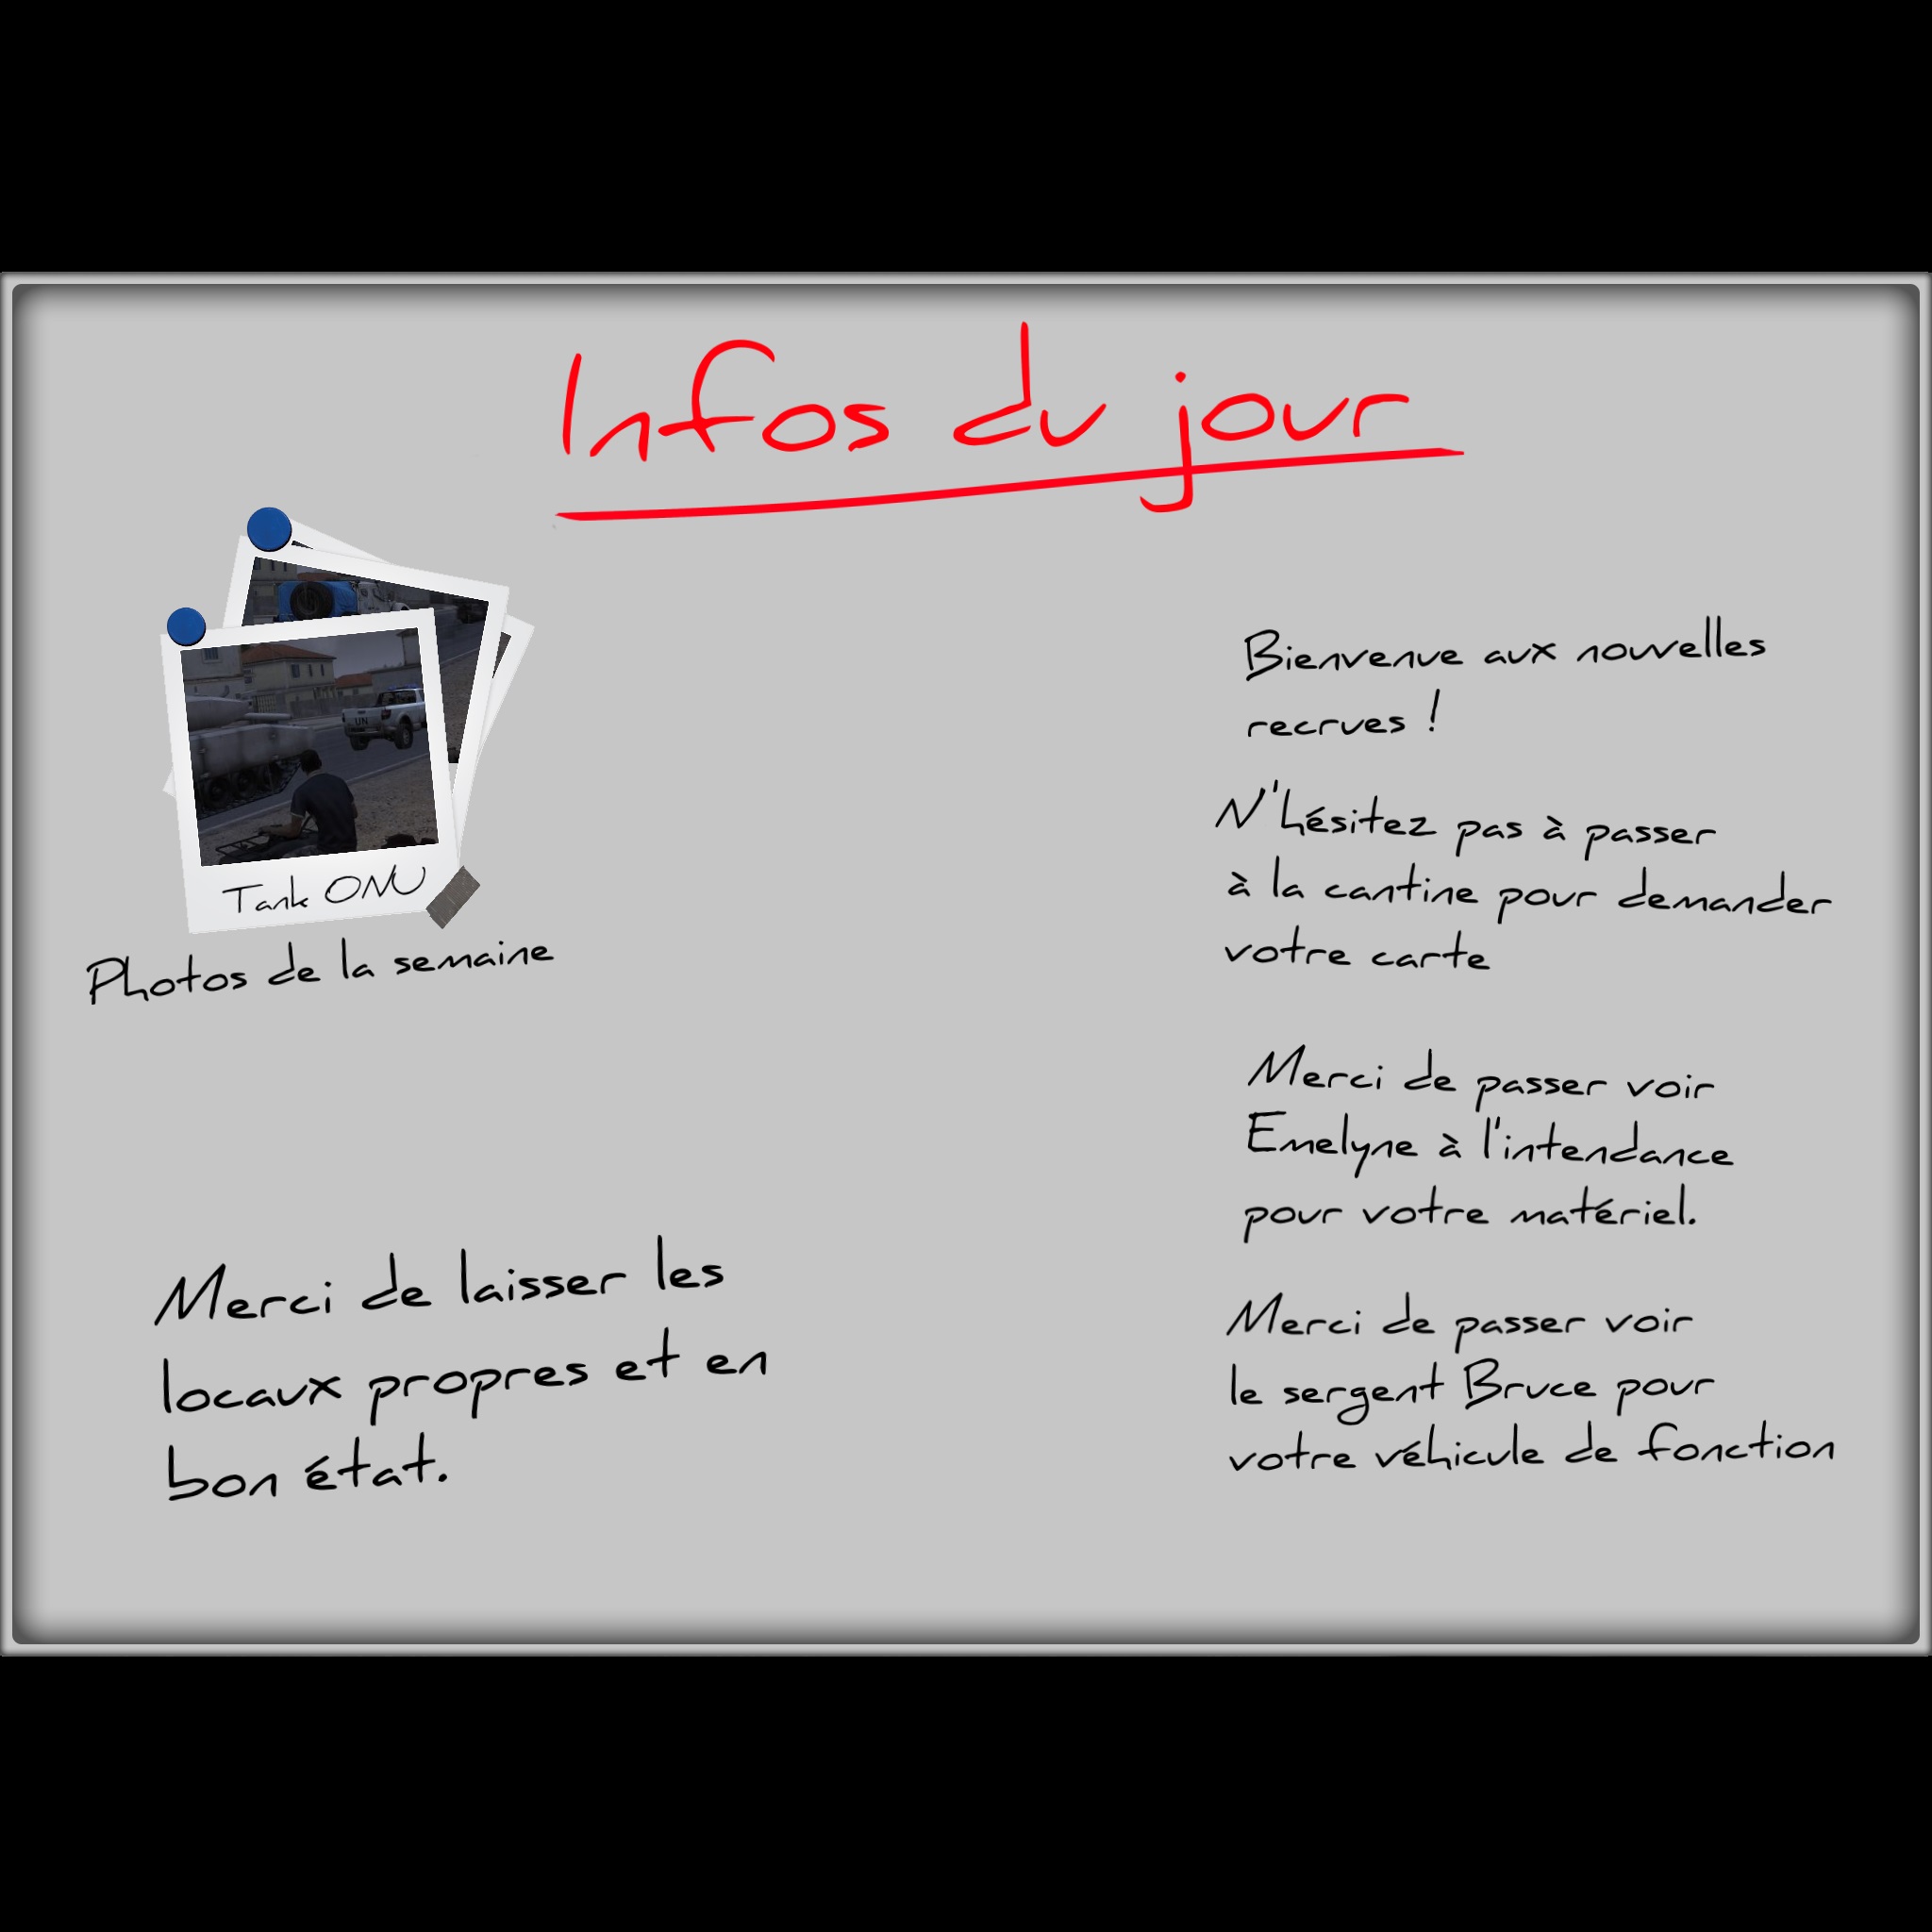 Infos du jour
UN
Tank ONU
Photos de la semaine
Merci de laisser les
locaux propres et en
bon état.
Bienvenue aux nouvelles
recrues !
N'hésitez pas à passer
à la cantine pour demander
votre carte
Merci de passer voir
Emelyne à l'intendance
pour votre matériel.
Merci de passer voir
le sergent Bruce pour
votre véhicule de fonction